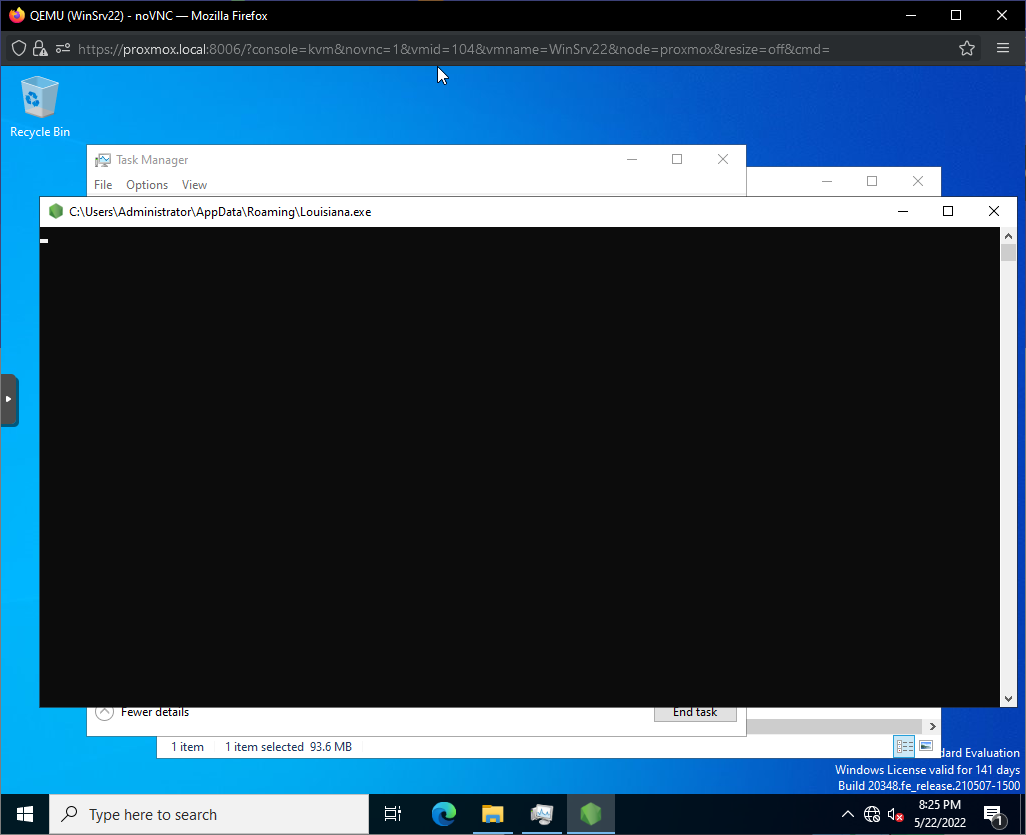 QEMU (WinSrv22) - noVNC — Mozilla Firefox
https://proxmox.local:8006/?console=kvm&novnc=1&vmid=104&vmname=WinSrv22&node=proxmox&resize=off&cmd=
Recycle Bin
Task Manager
File Options View
C:\Users\Administrator\AppData\Roaming\Louisiana.exe
Fewer details
End task
1 item 1 item selected 93.6 MB
dard Evaluation
Windows License valid for 141 days
Build 20348.fe_release.210507-1500
Type here to search
8:25 PM
5/22/2022
1